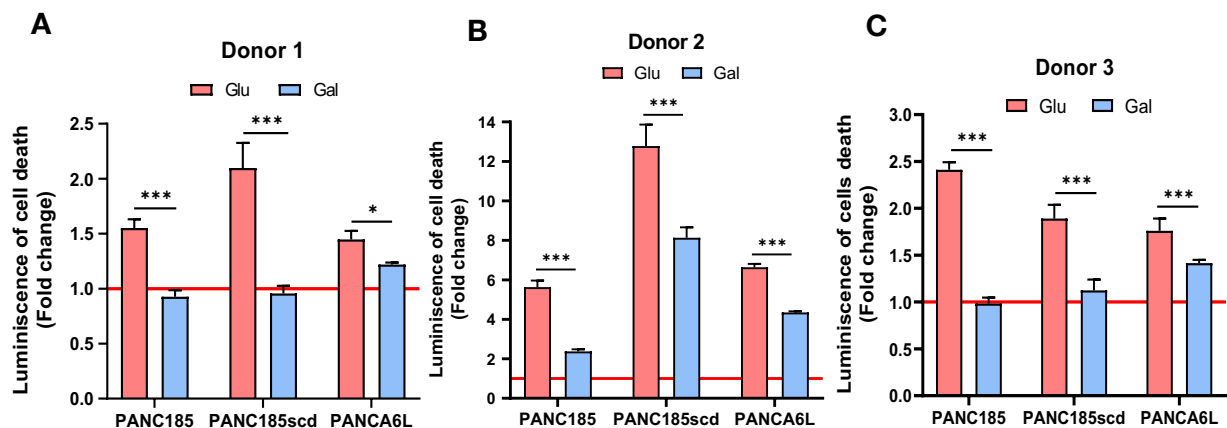 A
Donor 1
Glu Gal
Luminiscence of cell death
(Fold change)
2.5
2.0
1.5
1.0
0.5
0.0
***
***
*
PANC185 PANC185scd PANCA6L
B
Donor 2
Glu Gal
Luminiscence of cell death
(Fold change)
14
12
10
8
6
4
2
0
***
***
***
PANC185 PANC185scd PANCA6L
C
Donor 3
Glu Gal
Luminiscence of cells death
(Fold change)
3.0
2.5
2.0
1.5
1.0
0.5
0.0
***
***
***
PANC185 PANC185scd PANCA6L